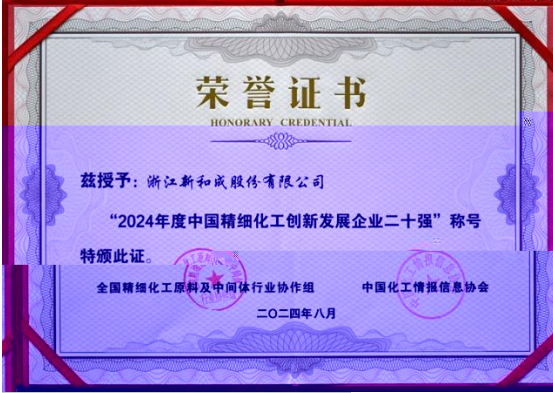 荣誉证书
HONORARY CREDENTIAL
兹授予：浙江新和成股份有限公司
“2024年度中国精细化工创新发展企业二十强”称号
特颁此证。
全国精细化工原料及中间体行业协作组 中国化工情报信息协会
二〇二四年八月